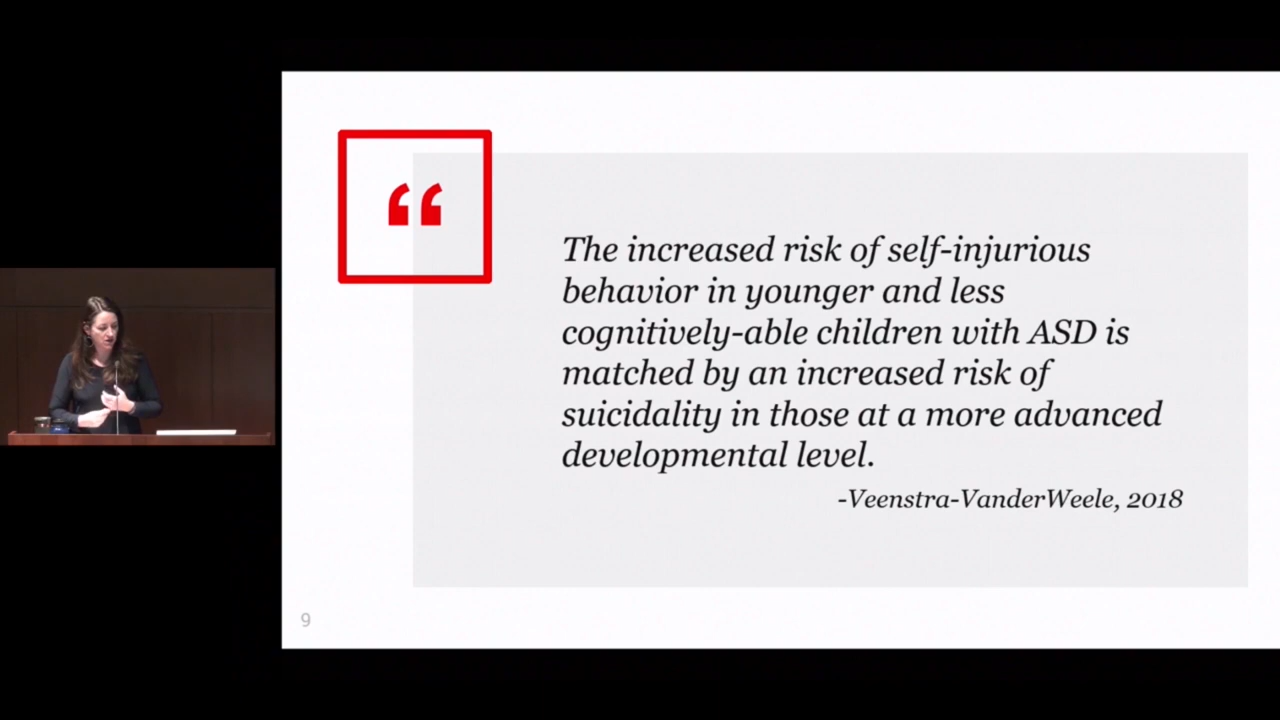 “
The increased risk of self-injurious
behavior in younger and less
cognitively-able children with ASD is
matched by an increased risk of
suicidality in those at a more advanced
developmental level.
-Veenstra-VanderWeele, 2018
9